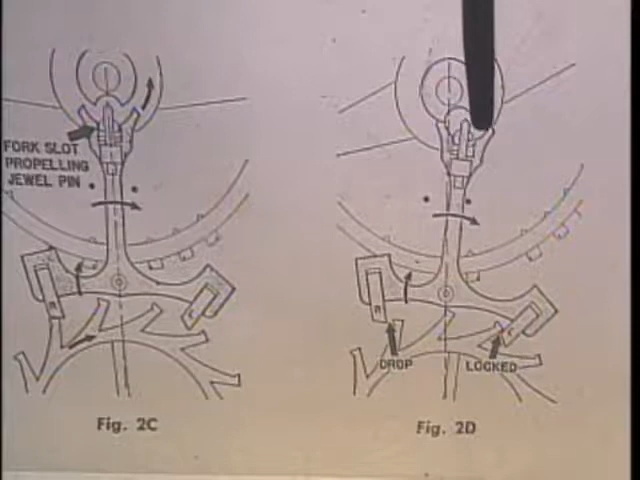 FORK SLOT
PROPELLING
JEWEL PIN
DROP
LOCKED
Fig. 2C
Fig. 2D